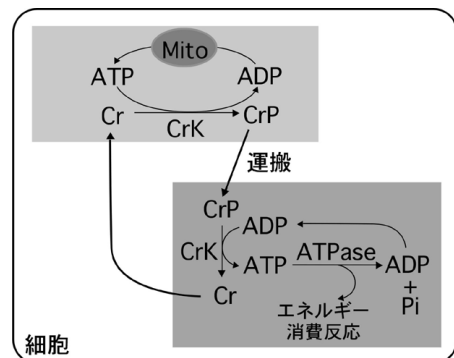 Mito
ATP ADP
Cr CrP
CrK
運搬
CrP
ADP
CrK
ATP
ATPase
ADP
+
Pi
Cr
エネルギー
消費反応
細胞